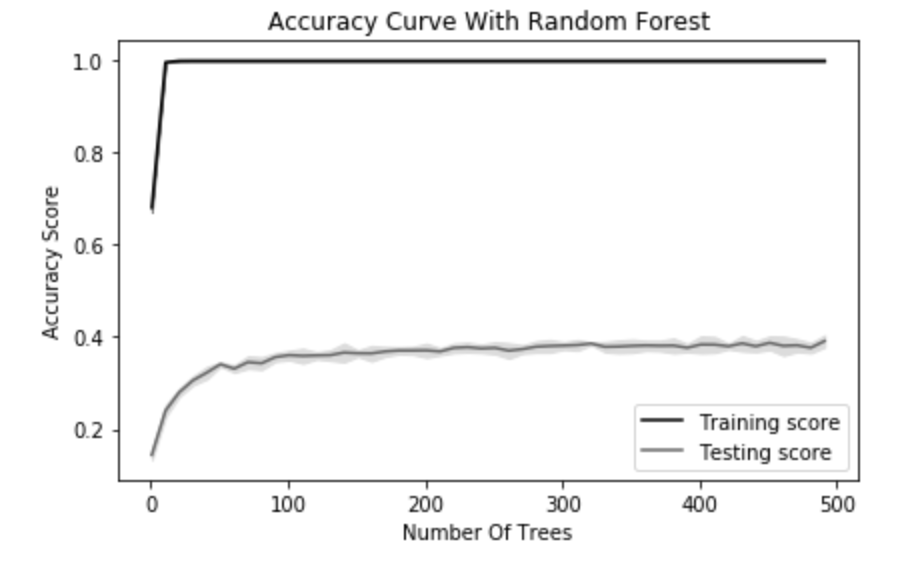 Accuracy Curve With Random Forest
1.0
0.8
0.6
0.4
0.2
Accuracy Score
Training score
Testing score
0 100 200 300 400 500
Number Of Trees